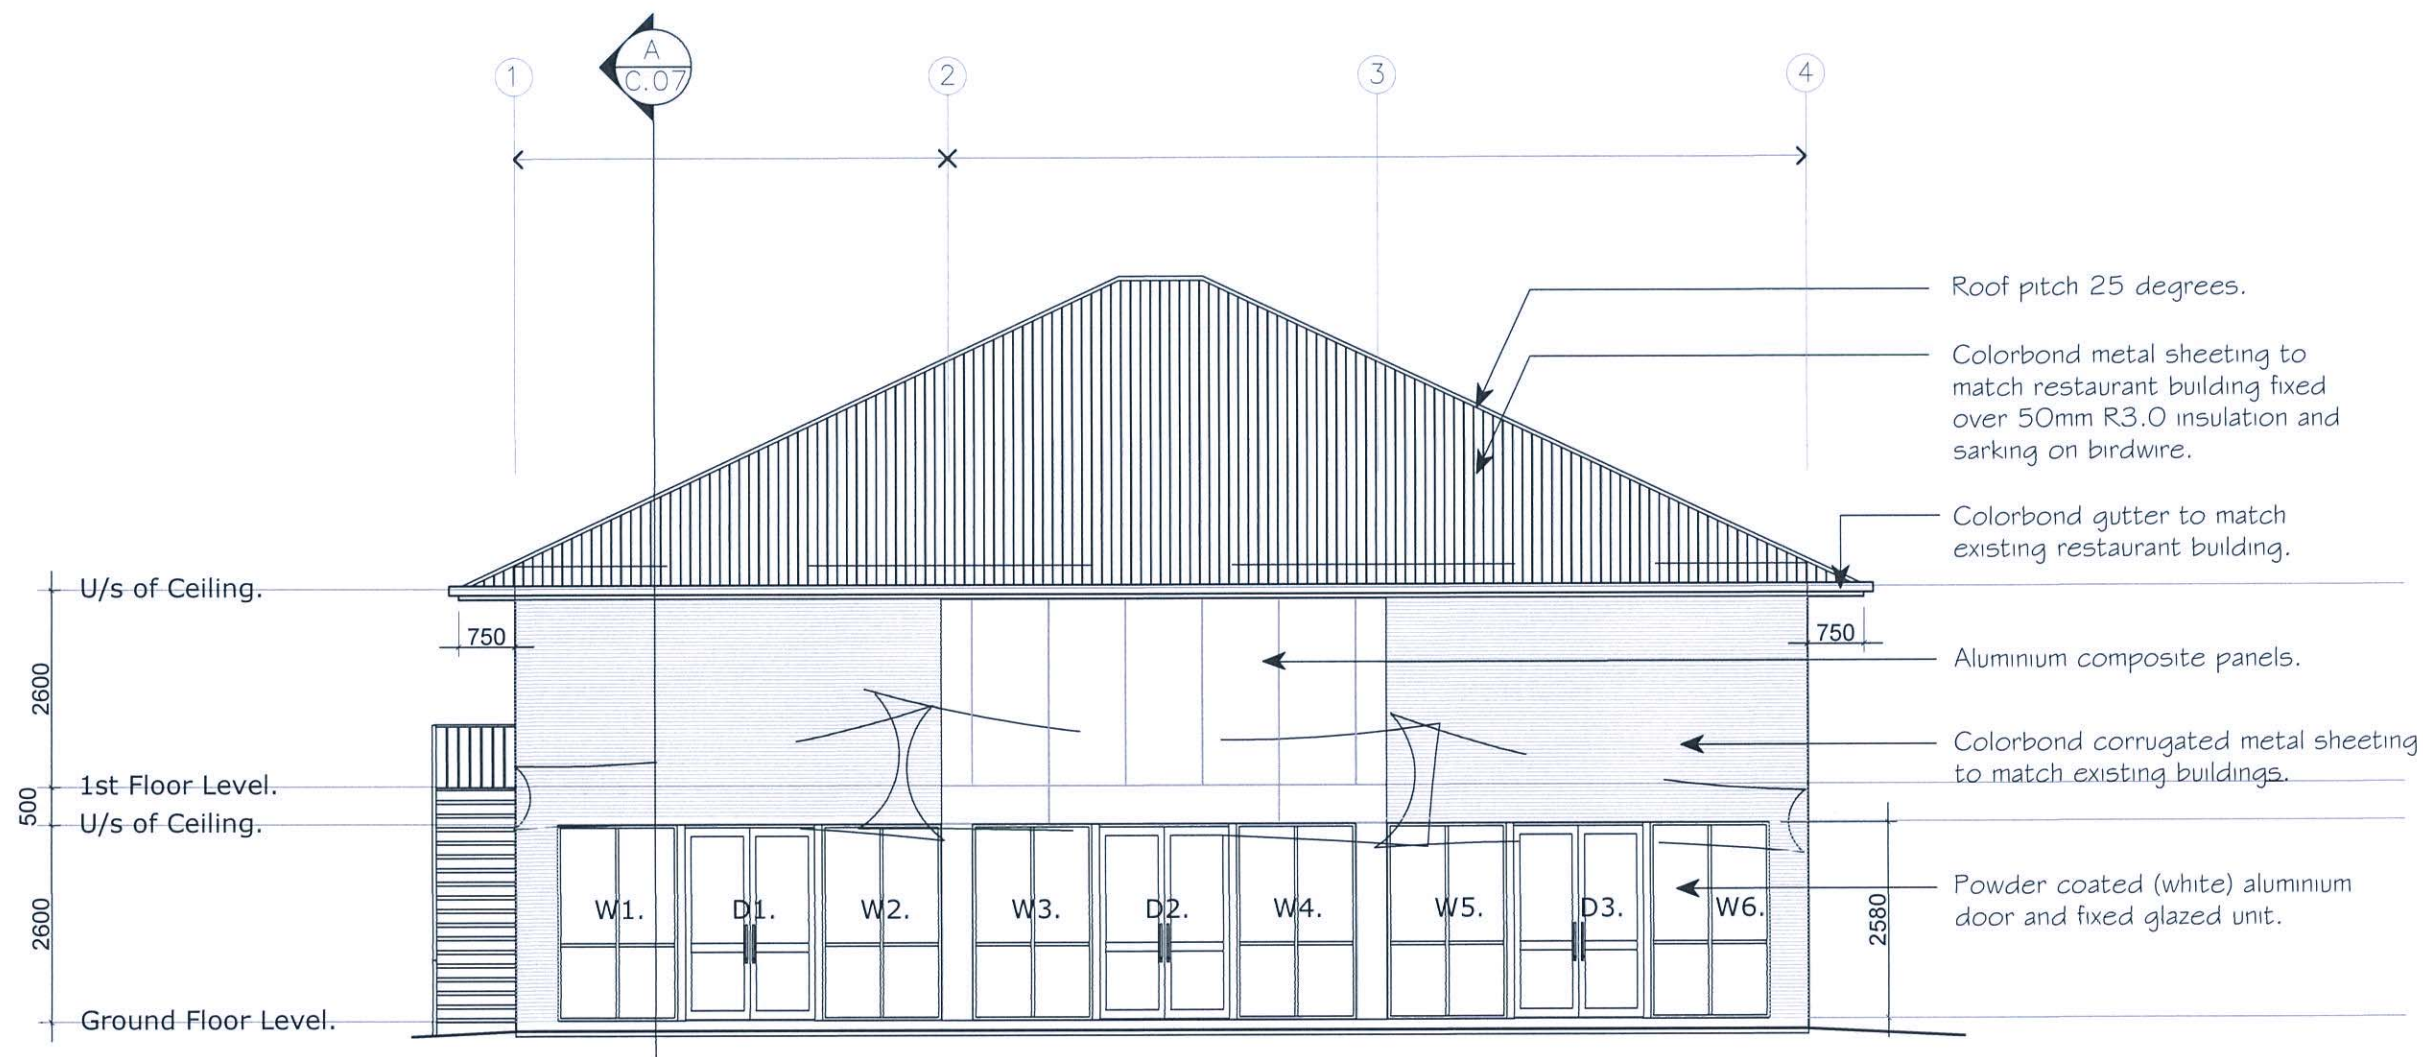 A
C.07
1
2
3
4
Roof pitch 25 degrees.
Colorbond metal sheeting to
match restaurant building fixed
over 50mm R3.0 insulation and
sarking on birdwire.
Colorbond gutter to match
existing restaurant building.
U/s of Ceiling.
750
750
2600
Aluminium composite panels.
Colorbond corrugated metal sheeting
to match existing buildings.
1st Floor Level.
500
U/s of Ceiling.
Powder coated (white) aluminium
door and fixed glazed unit.
W1. D1. W2. W3. D2. W4. W5. D3. W6.
2600
2580
Ground Floor Level.